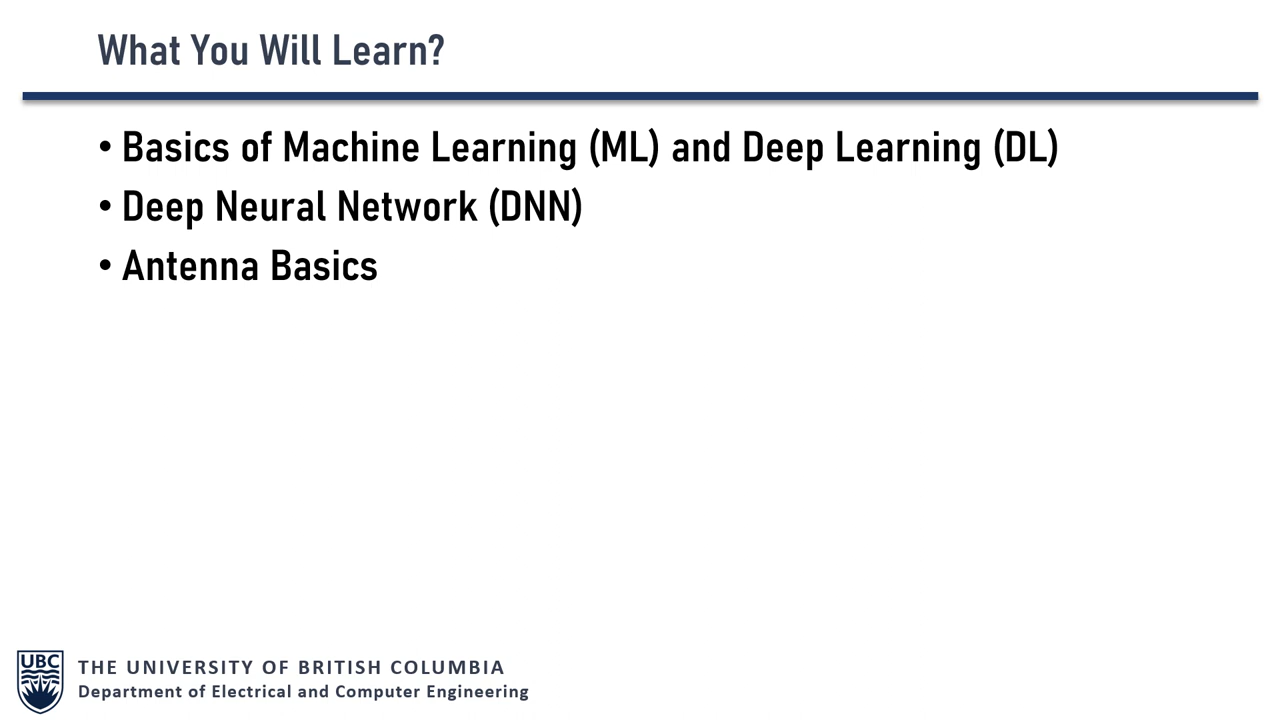 What You Will Learn?
• Basics of Machine Learning (ML) and Deep Learning (DL)
• Deep Neural Network (DNN)
• Antenna Basics
UBC
THE UNIVERSITY OF BRITISH COLUMBIA
Department of Electrical and Computer Engineering